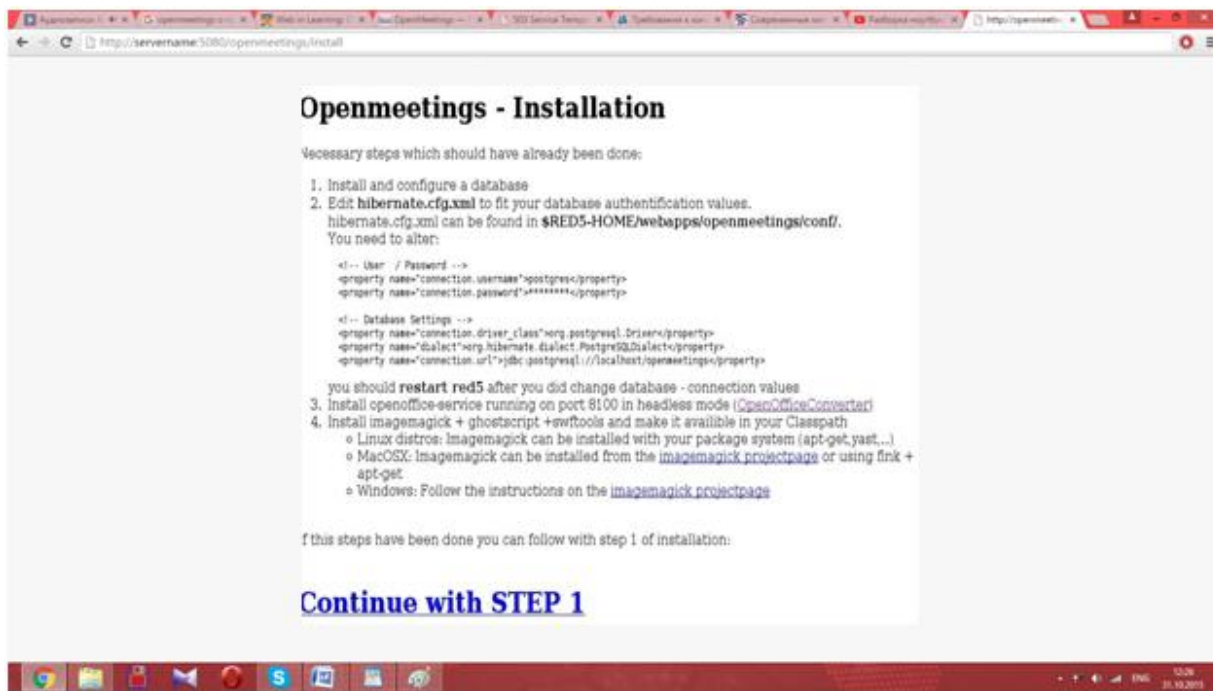 http://servername:5080/openmeetings/install
Openmeetings - Installation
Necessary steps which should have already been done:
1. Install and configure a database
2. Edit hibernate.cfg.xml to fit your database authentification values.
hibernate.cfg.xml can be found in $RED5-HOME/webapps/openmeetings/conf/.
You need to alter:
<!-- User / Password -->
<property name="connection.username">postgres</property>
<property name="connection.password">********</property>
<!-- Database Settings -->
<property name="connection.driver_class">org.postgresql.Driver</property>
<property name="dialect">org.hibernate.dialect.PostgreSQLDialect</property>
<property name="connection.url">jdbc:postgresql://localhost/openmeetings</property>
you should restart red5 after you did change database - connection values
3. Install openoffice-service running on port 8100 in headless mode (OpenOfficeConverter)
4. Install imagemagick + ghostscript +swftools and make it availible in your Classpath
Linux distros: Imagemagick can be installed with your package system (apt-get,yast,..)
MacOSX: Imagemagick can be installed from the imagemagick projectpage or using fink +
apt-get
Windows: Follow the instructions on the imagemagick projectpage
f this steps have been done you can follow with step 1 of installation:
Continue with STEP 1
ENG
12:26
31.10.2015